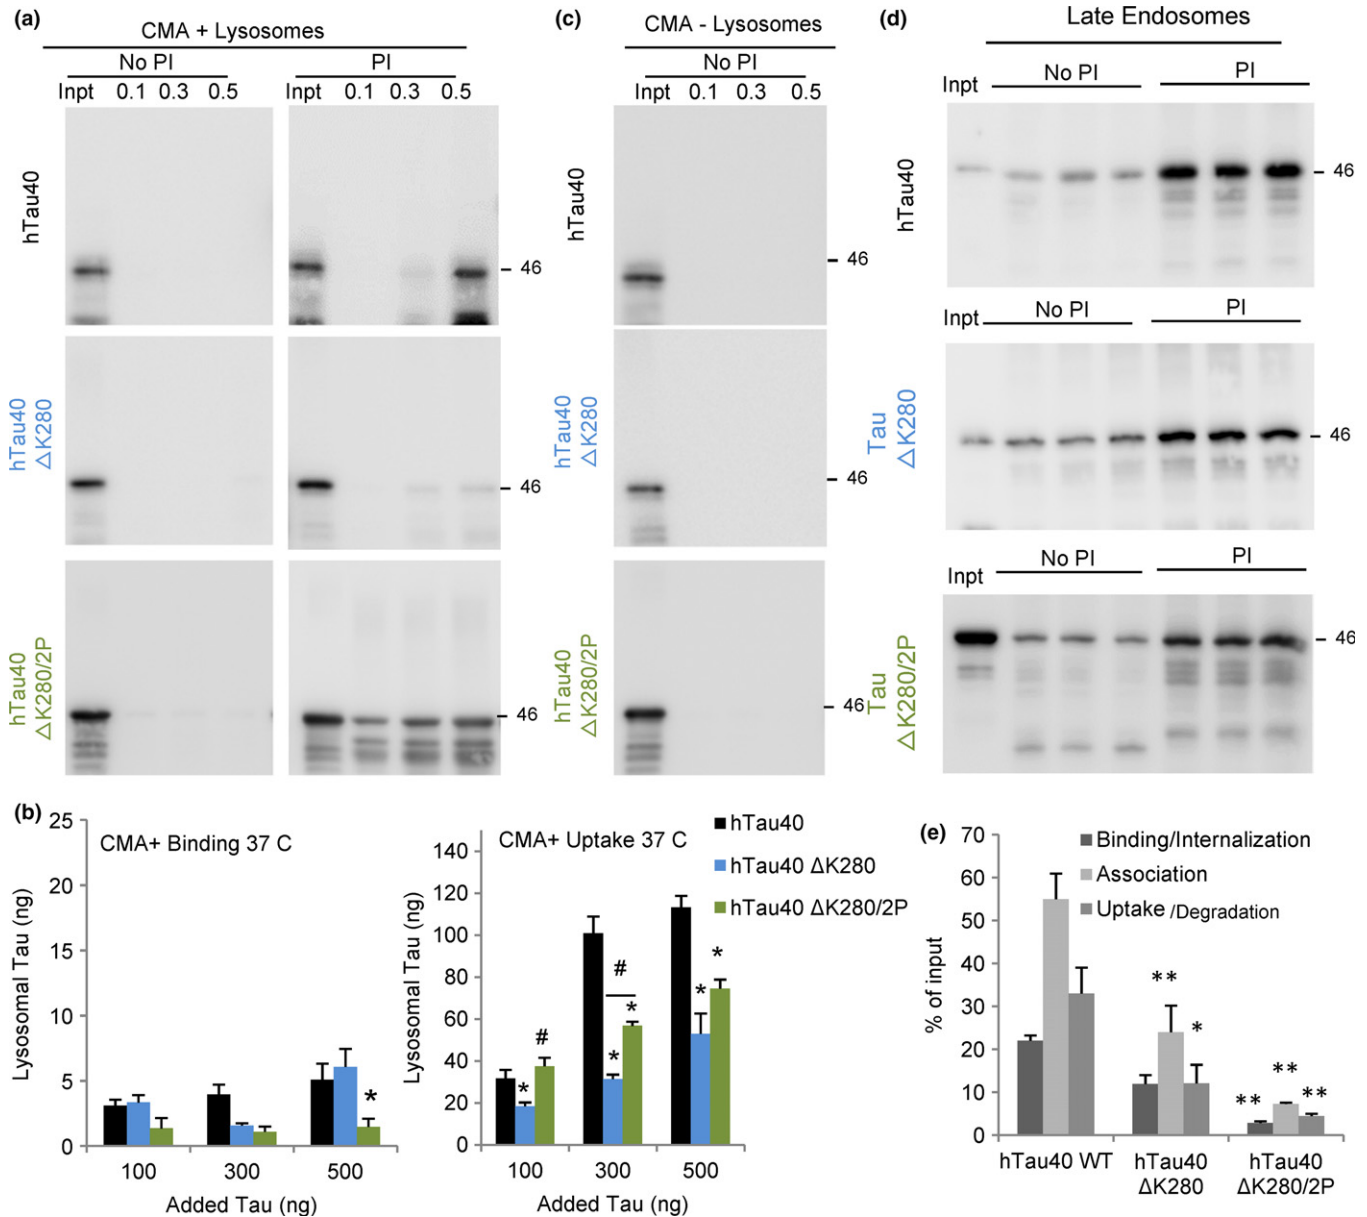 (a)
CMA + Lysosomes
No PI
PI
Inpt 0.1 0.3 0.5
Inpt 0.1 0.3 0.5
hTau40
46
hTau40
ΔK280
46
hTau40
ΔK280/2P
46
(c)
CMA - Lysosomes
No PI
Inpt 0.1 0.3 0.5
hTau40
46
hTau40
ΔK280
46
hTau40
ΔK280/2P
46
(d)
Late Endosomes
Inpt No PI PI
hTau40
46
Inpt No PI PI
Tau
ΔK280
46
Inpt No PI PI
Tau
ΔK280/2P
46
(b)
CMA+ Binding 37 C
Lysosomal Tau (ng)
25
20
15
10
5
0
*
100 300 500
Added Tau (ng)
CMA+ Uptake 37 C
Lysosomal Tau (ng)
140
120
100
80
60
40
20
0
* #
* # *
* *
100 300 500
Added Tau (ng)
hTau40
hTau40 ΔK280
hTau40 ΔK280/2P
(e)
% of input
70
60
50
40
30
20
10
0
Binding/Internalization
Association
Uptake /Degradation
** *
** ** **
hTau40 WT
hTau40
ΔK280
hTau40
ΔK280/2P